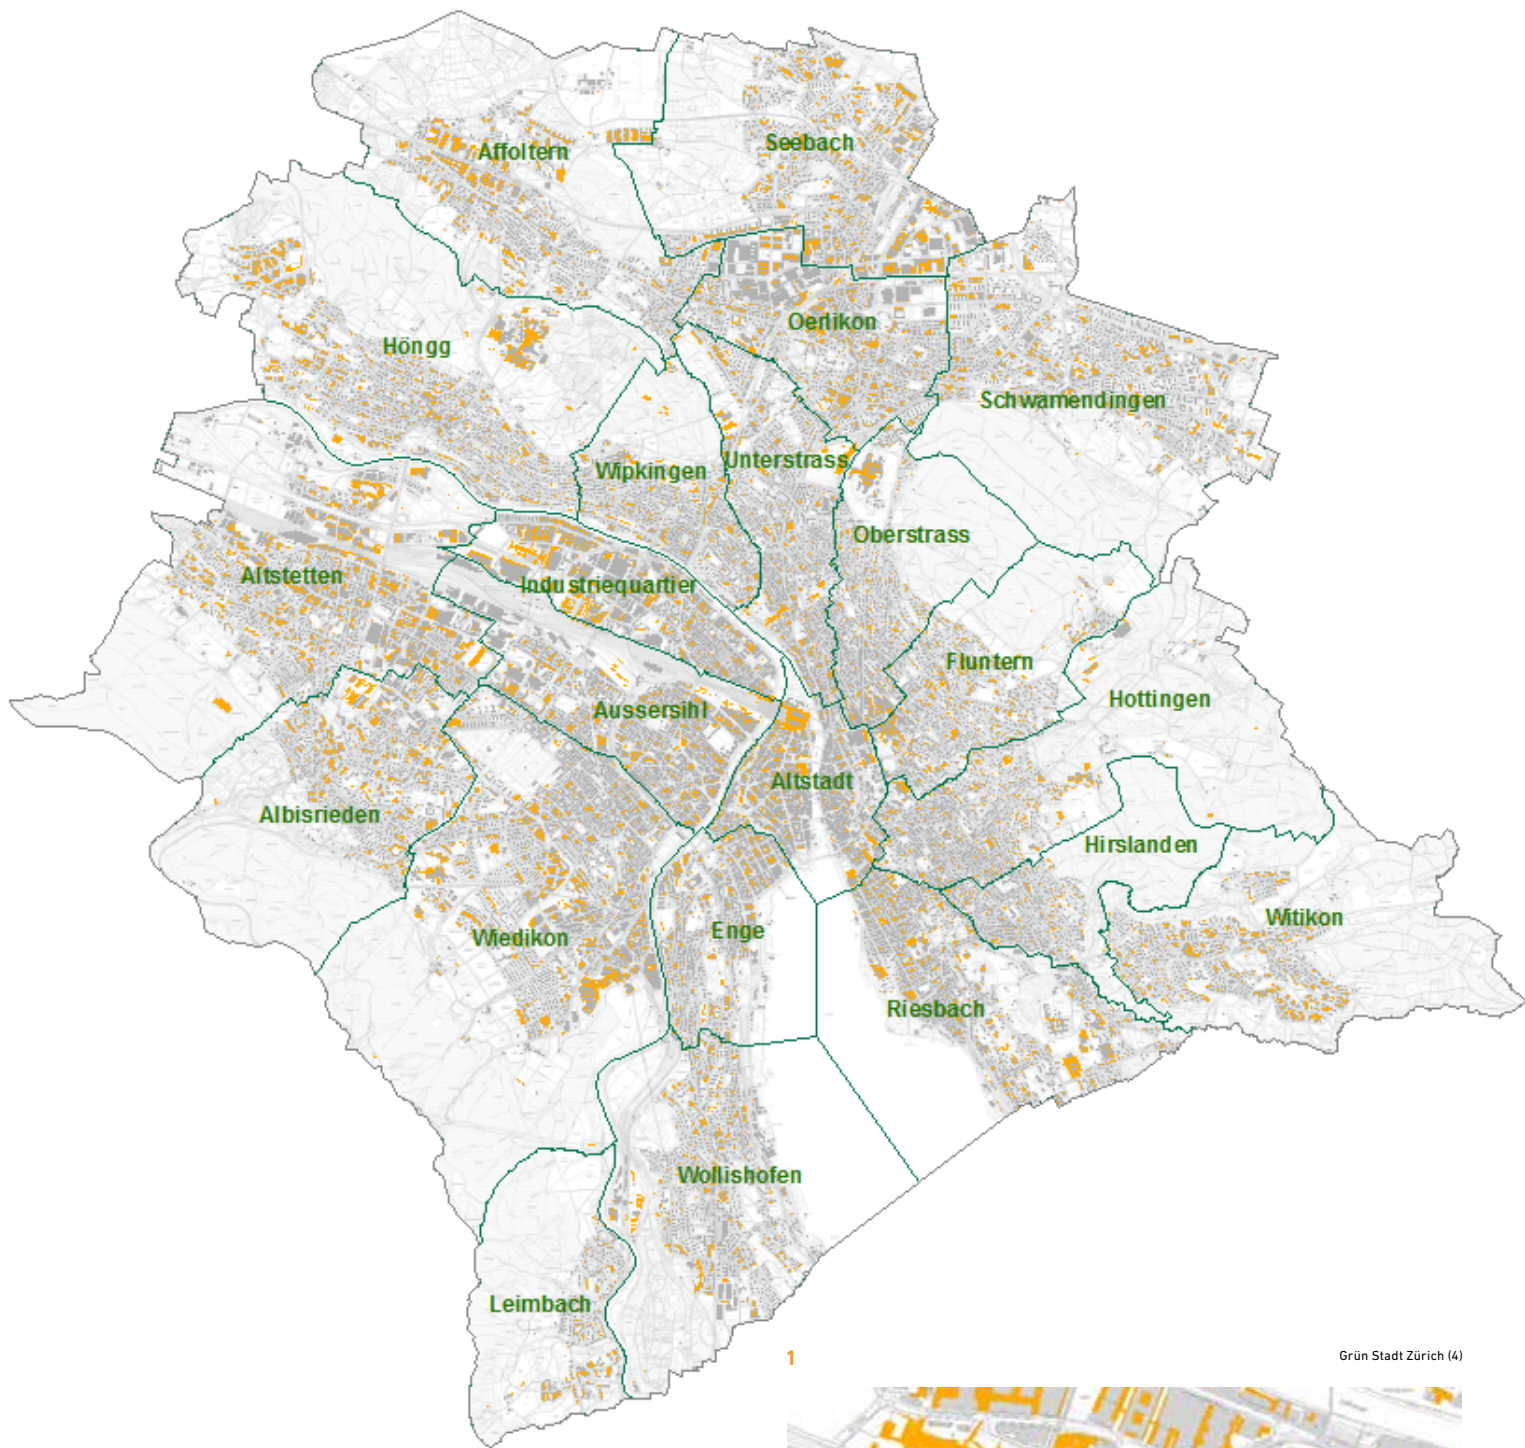 Affoltern
Seebach
Höngg
Oerlikon
Schwamendingen
Wipkingen
Unterstrass
Oberstrass
Altstetten
Industriequartier
Fluntern
Hottingen
Aussersihl
Altstadt
Albisrieden
Hirslanden
Witikon
Wiedikon
Enge
Riesbach
Wollishofen
Leimbach
1
Grün Stadt Zürich (4)